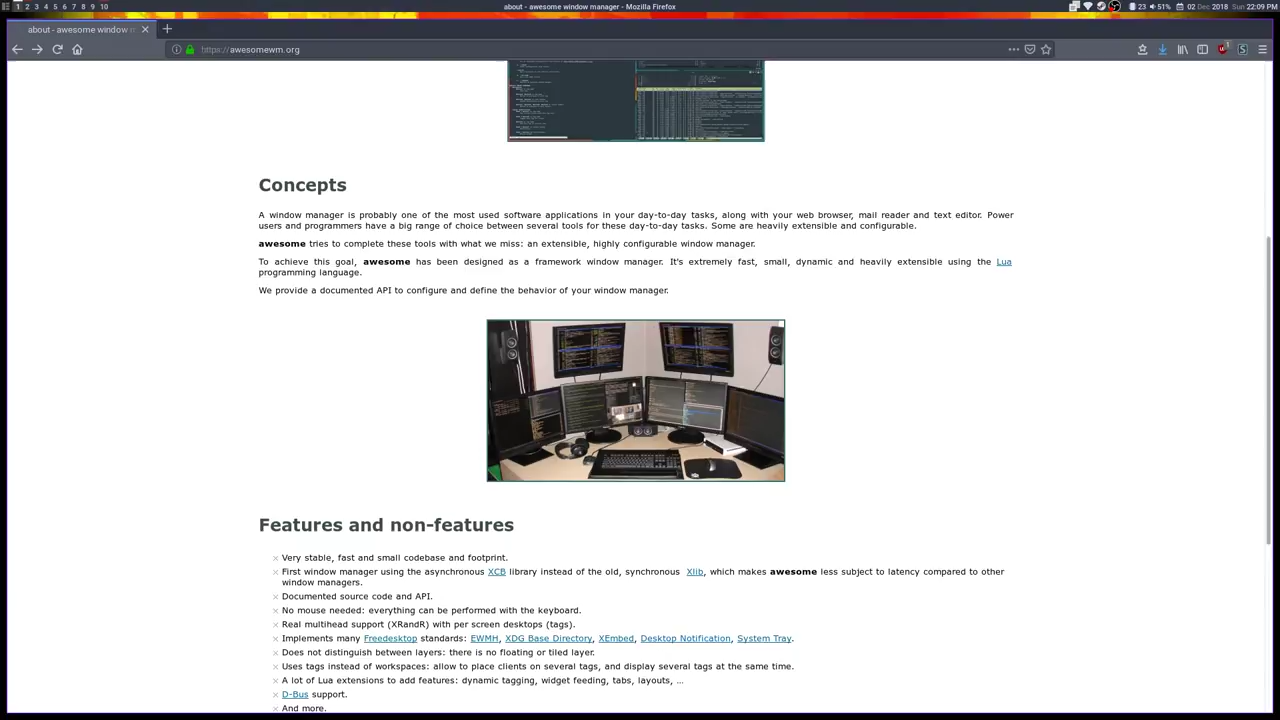 1 2 3 4 5 6 7 8 9 10
about - awesome window manager - Mozilla Firefox
23 51% 02 Dec 2018 Sun 22:09 PM
about - awesome window m
https://awesomewm.org
Concepts
A window manager is probably one of the most used software applications in your day-to-day tasks, along with your web browser, mail reader and text editor. Power
users and programmers have a big range of choice between several tools for these day-to-day tasks. Some are heavily extensible and configurable.
awesome tries to complete these tools with what we miss: an extensible, highly configurable window manager.
To achieve this goal, awesome has been designed as a framework window manager. It's extremely fast, small, dynamic and heavily extensible using the Lua
programming language.
We provide a documented API to configure and define the behavior of your window manager.
Features and non-features
Very stable, fast and small codebase and footprint.
First window manager using the asynchronous XCB library instead of the old, synchronous Xlib, which makes awesome less subject to latency compared to other
window managers.
Documented source code and API.
No mouse needed: everything can be performed with the keyboard.
Real multihead support (XRandR) with per screen desktops (tags).
Implements many Freedesktop standards: EWMH, XDG Base Directory, XEmbed, Desktop Notification, System Tray.
Does not distinguish between layers: there is no floating or tiled layer.
Uses tags instead of workspaces: allow to place clients on several tags, and display several tags at the same time.
A lot of Lua extensions to add features: dynamic tagging, widget feeding, tabs, layouts, ...
D-Bus support.
And more.